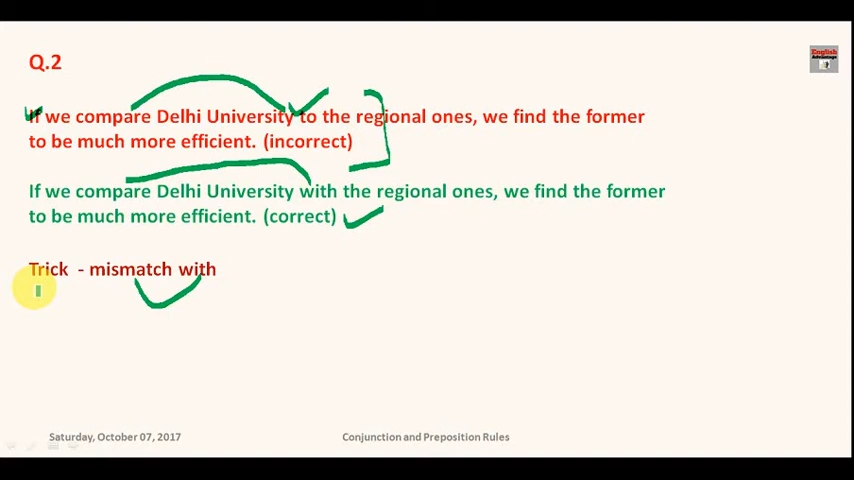 Q.2
English
Advantage
If we compare Delhi University to the regional ones, we find the former
to be much more efficient. (incorrect)
If we compare Delhi University with the regional ones, we find the former
to be much more efficient. (correct)
Trick - mismatch with
Saturday, October 07, 2017
Conjunction and Preposition Rules